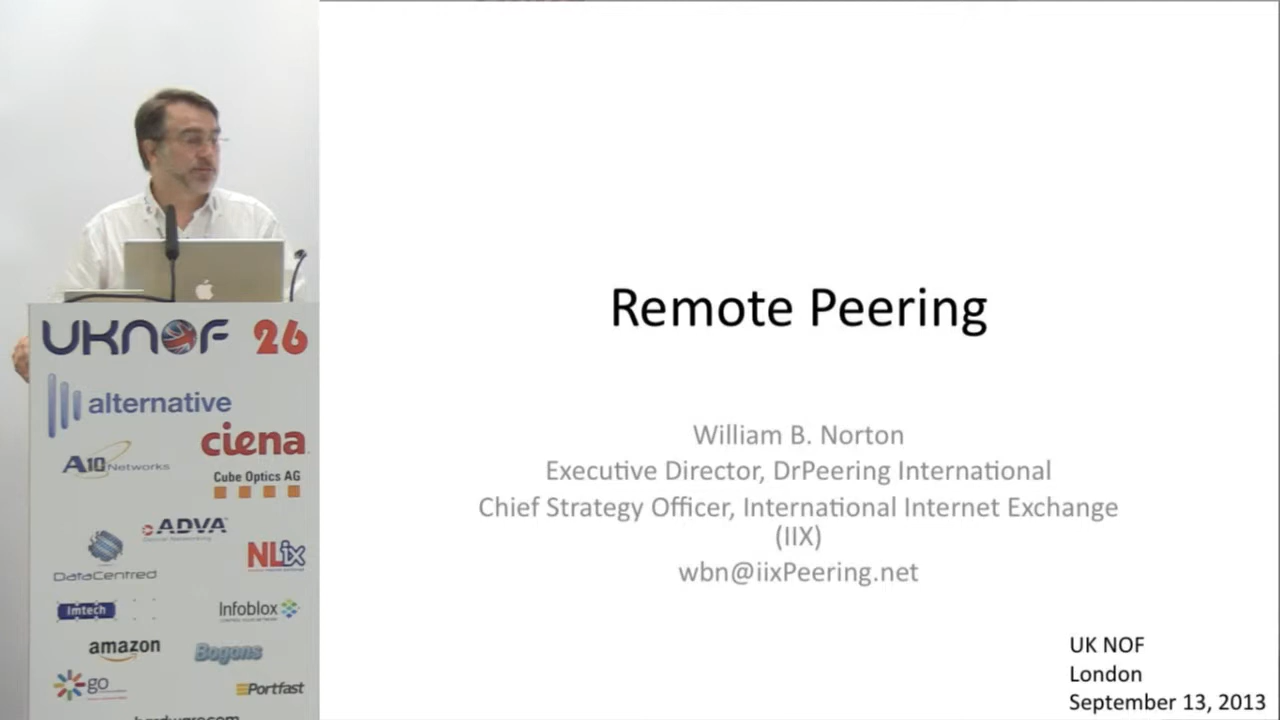 Remote Peering
William B. Norton
Executive Director, DrPeering International
Chief Strategy Officer, International Internet Exchange
(IIX)
wbn@iixPeering.net
UK NOF
London
September 13, 2013
UKNOF 26
alternative
ciena
A10 Networks
Cube Optics AG
ADVA
NLix
DataCentred
Imtech
Infoblox
amazon
Bogons
go
Portfast